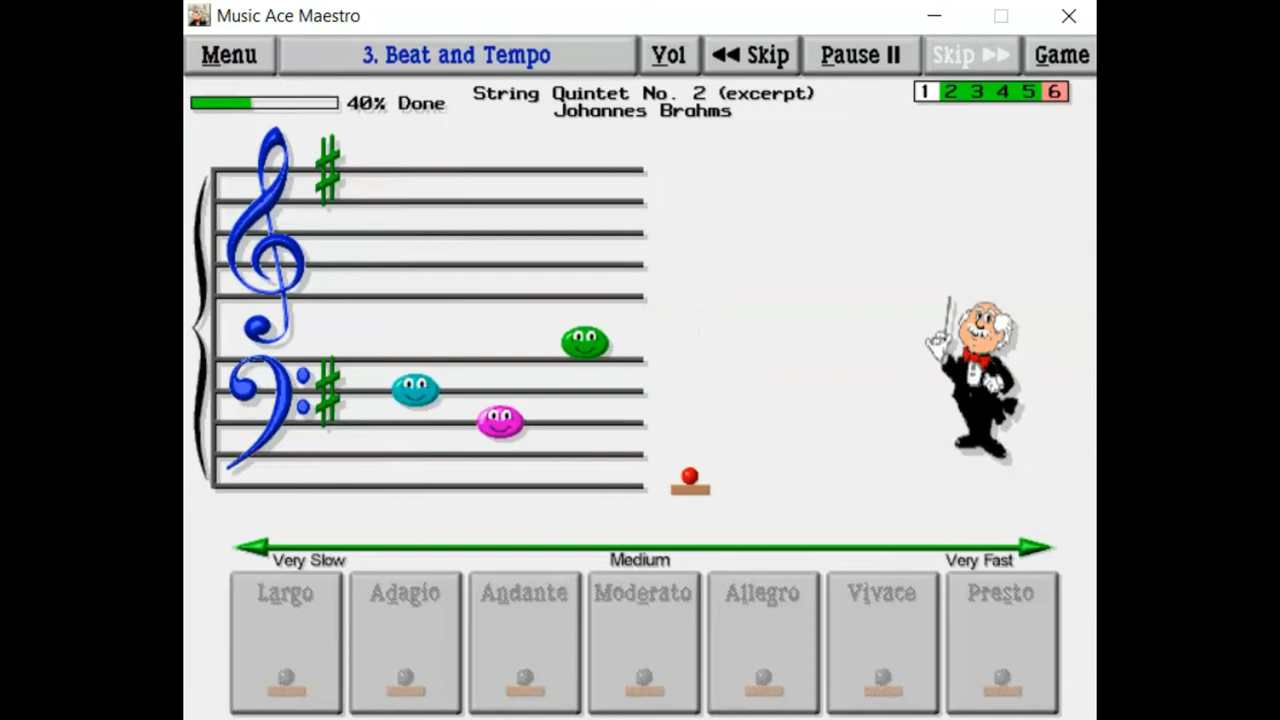 Music Ace Maestro
Menu 3. Beat and Tempo Vol Skip Pause Skip Game
40% Done String Quintet No. 2 (excerpt) 1 2 3 4 5 6
Johannes Brahms
Very Slow Medium Very Fast
Largo Adagio Andante Moderato Allegro Vivace Presto